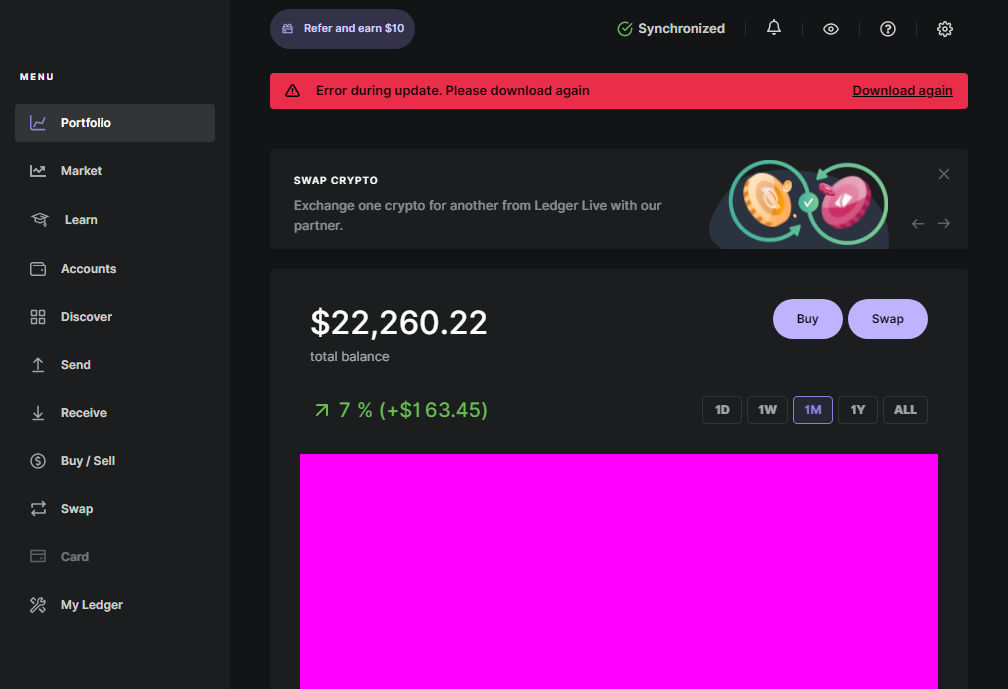 Refer and earn $10
Synchronized
MENU
Error during update. Please download again
Download again
Portfolio
Market
Learn
Accounts
Discover
Send
Receive
Buy / Sell
Swap
Card
My Ledger
SWAP CRYPTO
Exchange one crypto for another from Ledger Live with our
partner.
$22,260.22
total balance
Buy
Swap
7 % (+$163.45)
1D
1W
1M
1Y
ALL